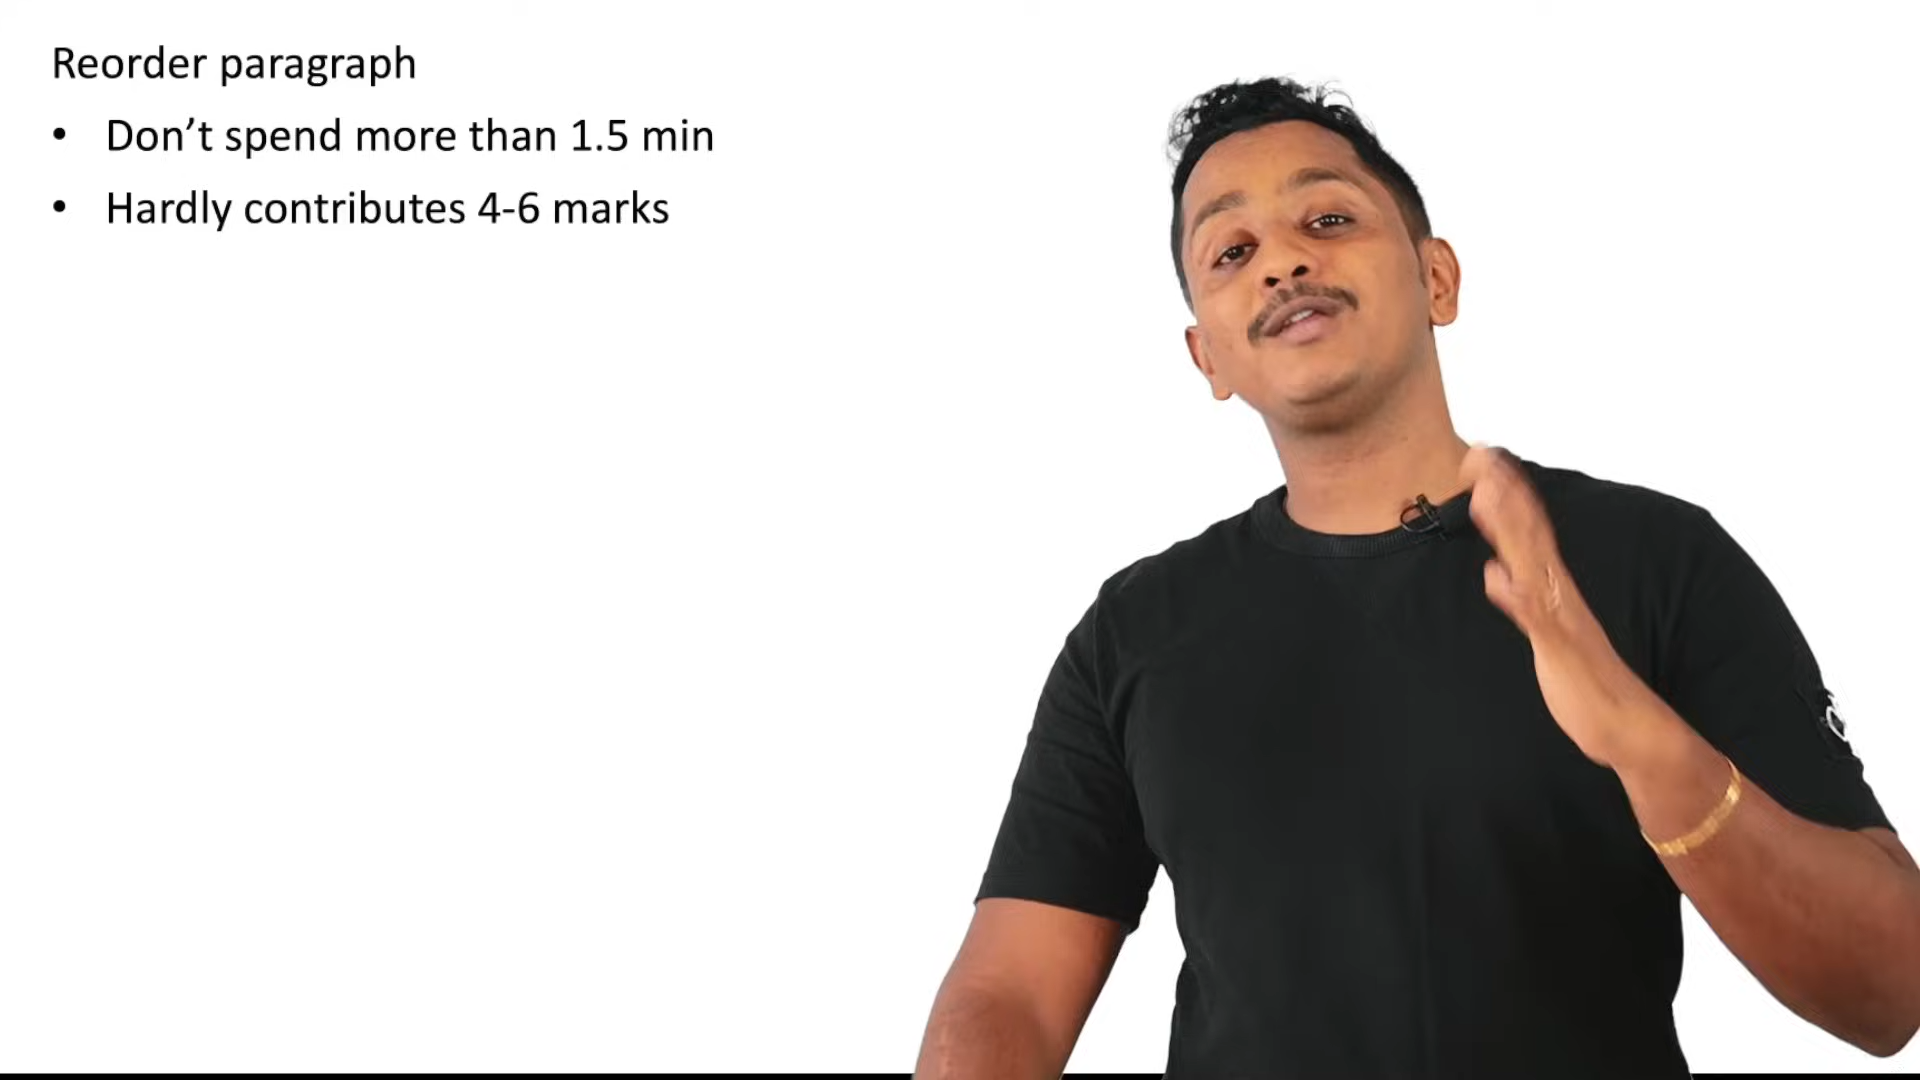 Reorder paragraph
• Don’t spend more than 1.5 min
• Hardly contributes 4-6 marks